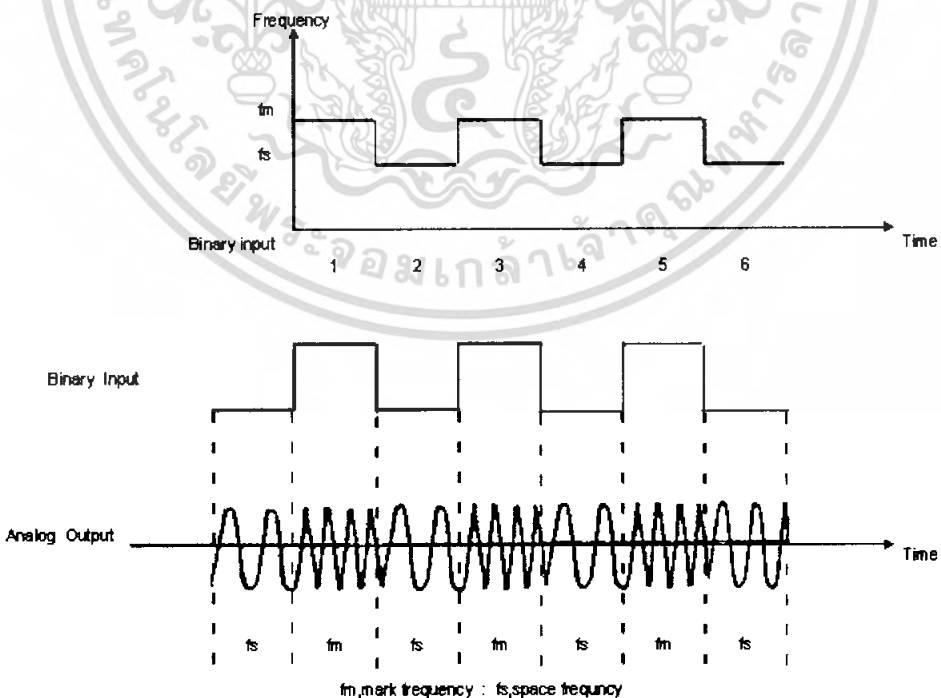 Frequency
fm
fs
Binary input
1 2 3 4 5 6
Time
Binary Input
Analog Output
Time
fs fm fs fm fs fm fs
fm,mark frequency : fs,space frequncy